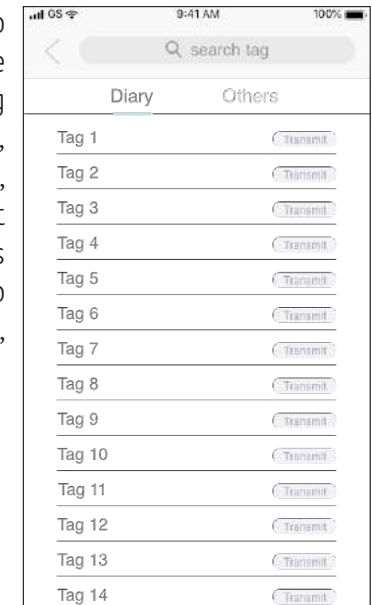 GS 9:41 AM 100%
search tag
Diary Others
Tag 1 Transmit
Tag 2 Transmit
Tag 3 Transmit
Tag 4 Transmit
Tag 5 Transmit
Tag 6 Transmit
Tag 7 Transmit
Tag 8 Transmit
Tag 9 Transmit
Tag 10 Transmit
Tag 11 Transmit
Tag 12 Transmit
Tag 13 Transmit
Tag 14 Transmit